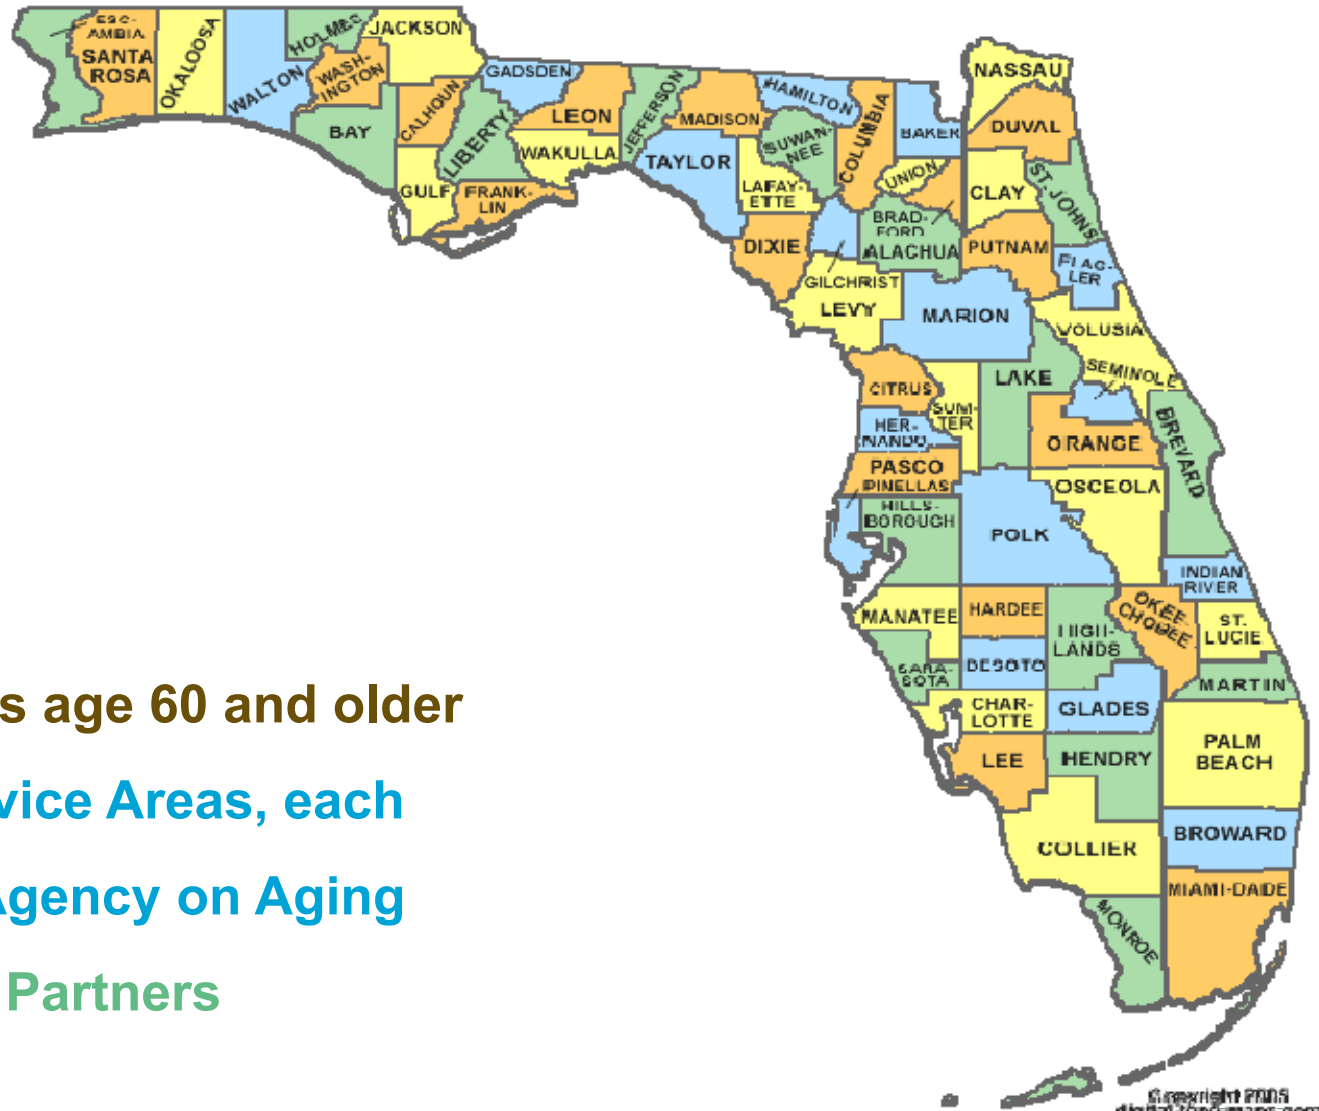 ESC-
AMBIA
SANTA
ROSA
OKALOOSA
WALTON
HOLMES
WASH-
INGTON
JACKSON
BAY
CALHOUN
GULF
LIBERTY
GADSDEN
FRANK-
LIN
LEON
WAKULLA
JEFFERSON
MADISON
TAYLOR
HAMILTON
SUWAN-
NEE
LAFAY-
ETTE
DIXIE
COLUMBIA
BAKER
UNION
BRAD-
FORD
ALACHUA
GILCHRIST
LEVY
NASSAU
DUVAL
CLAY
ST. JOHNS
PUTNAM
FLAG-
LER
MARION
VOLUSIA
CITRUS
SUM-
TER
LAKE
SEMINOLE
HER-
NANDO
ORANGE
BREVARD
PASCO
PINELLAS
HILLS-
BOROUGH
POLK
OSCEOLA
INDIAN
RIVER
MANATEE
HARDEE
HIGH-
LANDS
OKEE-
CHOBEE
ST.
LUCIE
SARA-
SOTA
DESOTO
MARTIN
CHAR-
LOTTE
GLADES
LEE
HENDRY
PALM
BEACH
COLLIER
BROWARD
MIAMI-DADE
MONROE
s age 60 and older
vice Areas, each
Agency on Aging
Partners
Copyright 2005